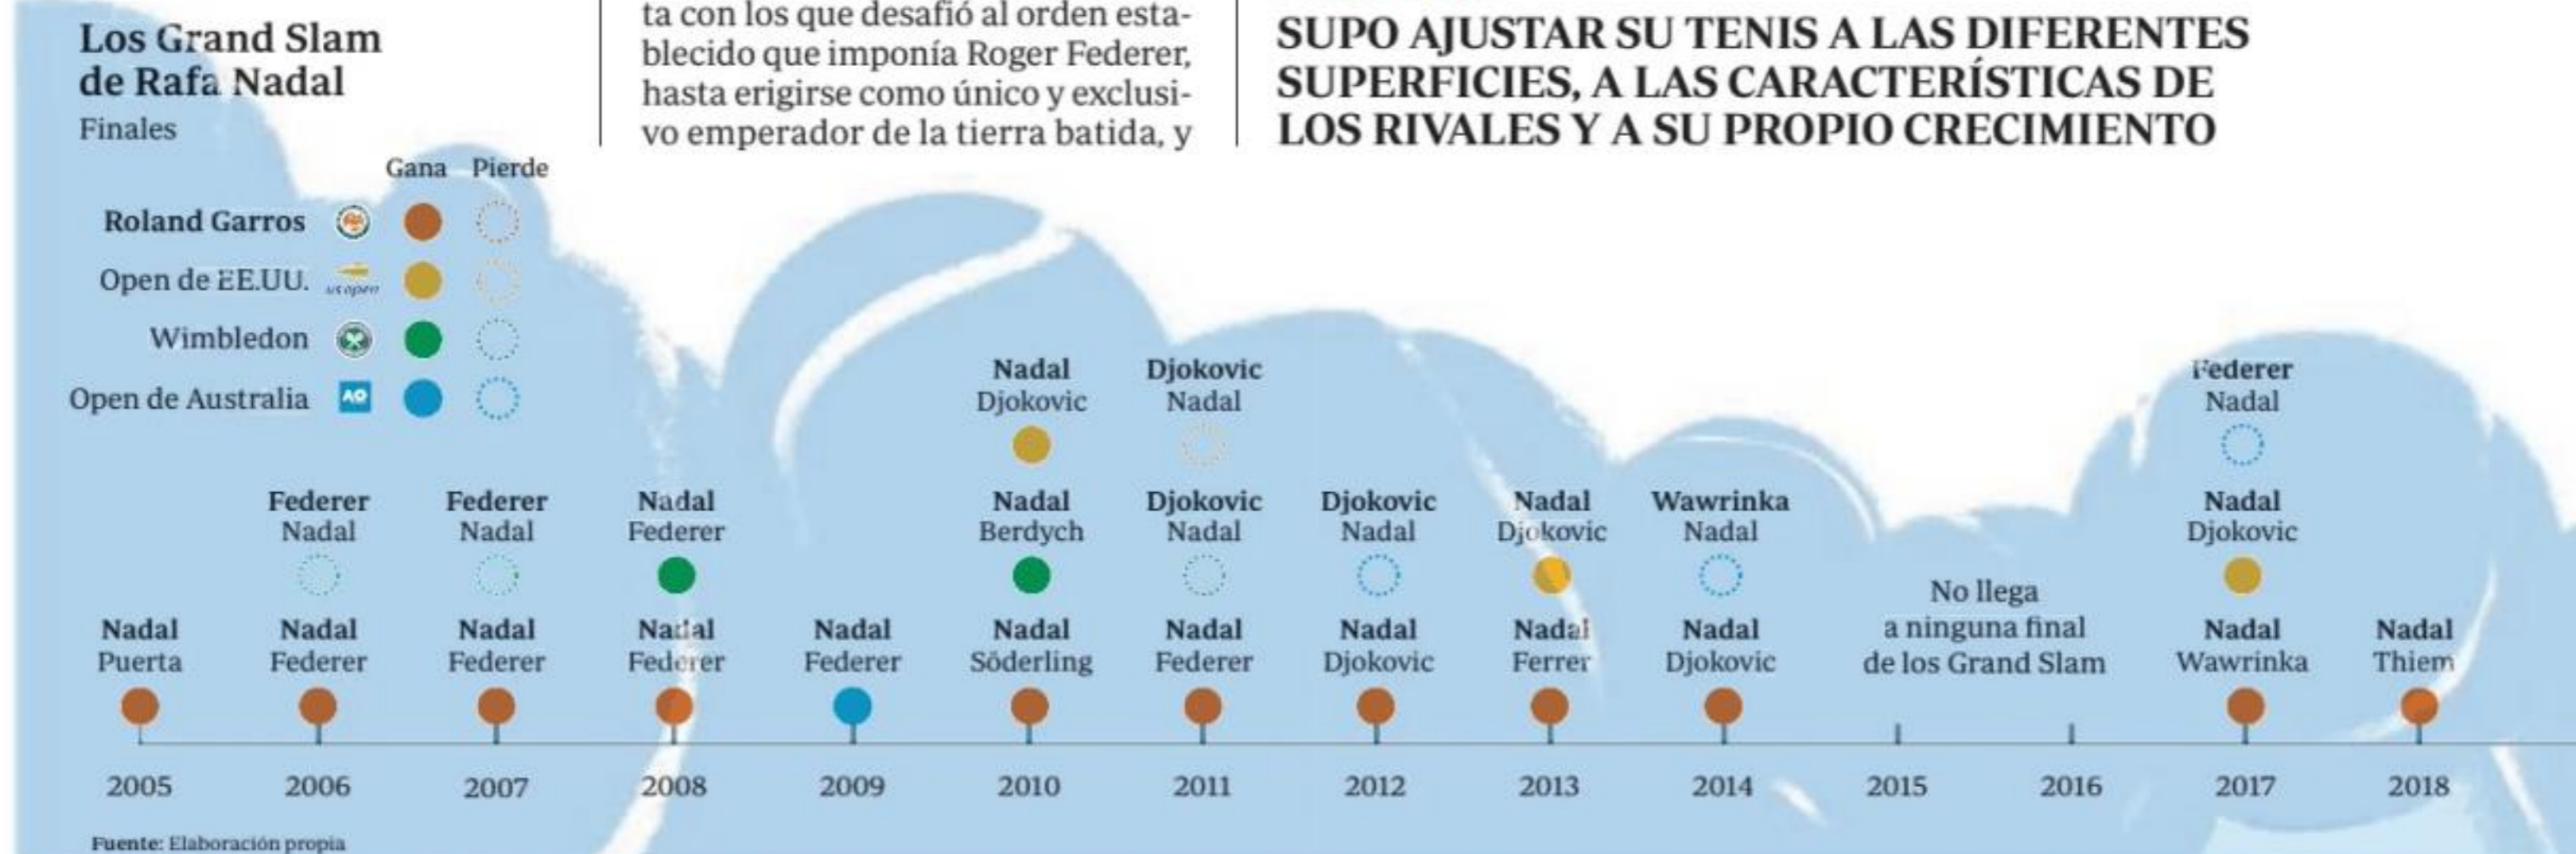 Los Grand Slam
de Rafa Nadal
Finales
Gana Pierde
Roland Garros
Open de EE.UU. us open
Wimbledon
Open de Australia AO
ta con los que desafió al orden esta-
blecido que imponía Roger Federer,
hasta erigirse como único y exclusi-
vo emperador de la tierra batida, y
SUPO AJUSTAR SU TENIS A LAS DIFERENTES
SUPERFICIES, A LAS CARACTERÍSTICAS DE
LOS RIVALES Y A SU PROPIO CRECIMIENTO
Nadal Djokovic Federer
Djokovic Nadal Nadal
Federer Federer Nadal Nadal Djokovic Djokovic Nadal Wawrinka Nadal
Nadal Nadal Federer Berdych Nadal Nadal Djokovic Nadal Djokovic
No llega
a ninguna final
de los Grand Slam
Nadal Nadal Nadal Nadal Nadal Nadal Nadal Nadal Nadal Nadal Nadal Nadal
Puerta Federer Federer Federer Federer Söderling Federer Djokovic Ferrer Djokovic Wawrinka Thiem
2005 2006 2007 2008 2009 2010 2011 2012 2013 2014 2015 2016 2017 2018
Fuente: Elaboración propia